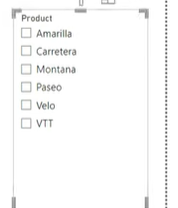 Product
Amarilla
Carretera
Montana
Paseo
Velo
VTT